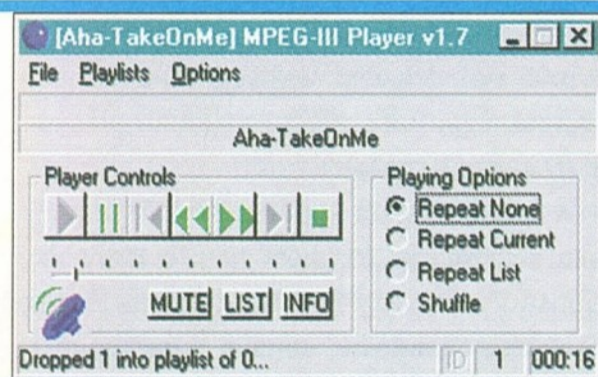 [Aha-TakeOnMe] MPEG-III Player v1.7
File Playlists Options
Aha-TakeOnMe
Player Controls
MUTE LIST INFO
Playing Options
Repeat None
Repeat Current
Repeat List
Shuffle
Dropped 1 into playlist of 0... ID 1 000:16